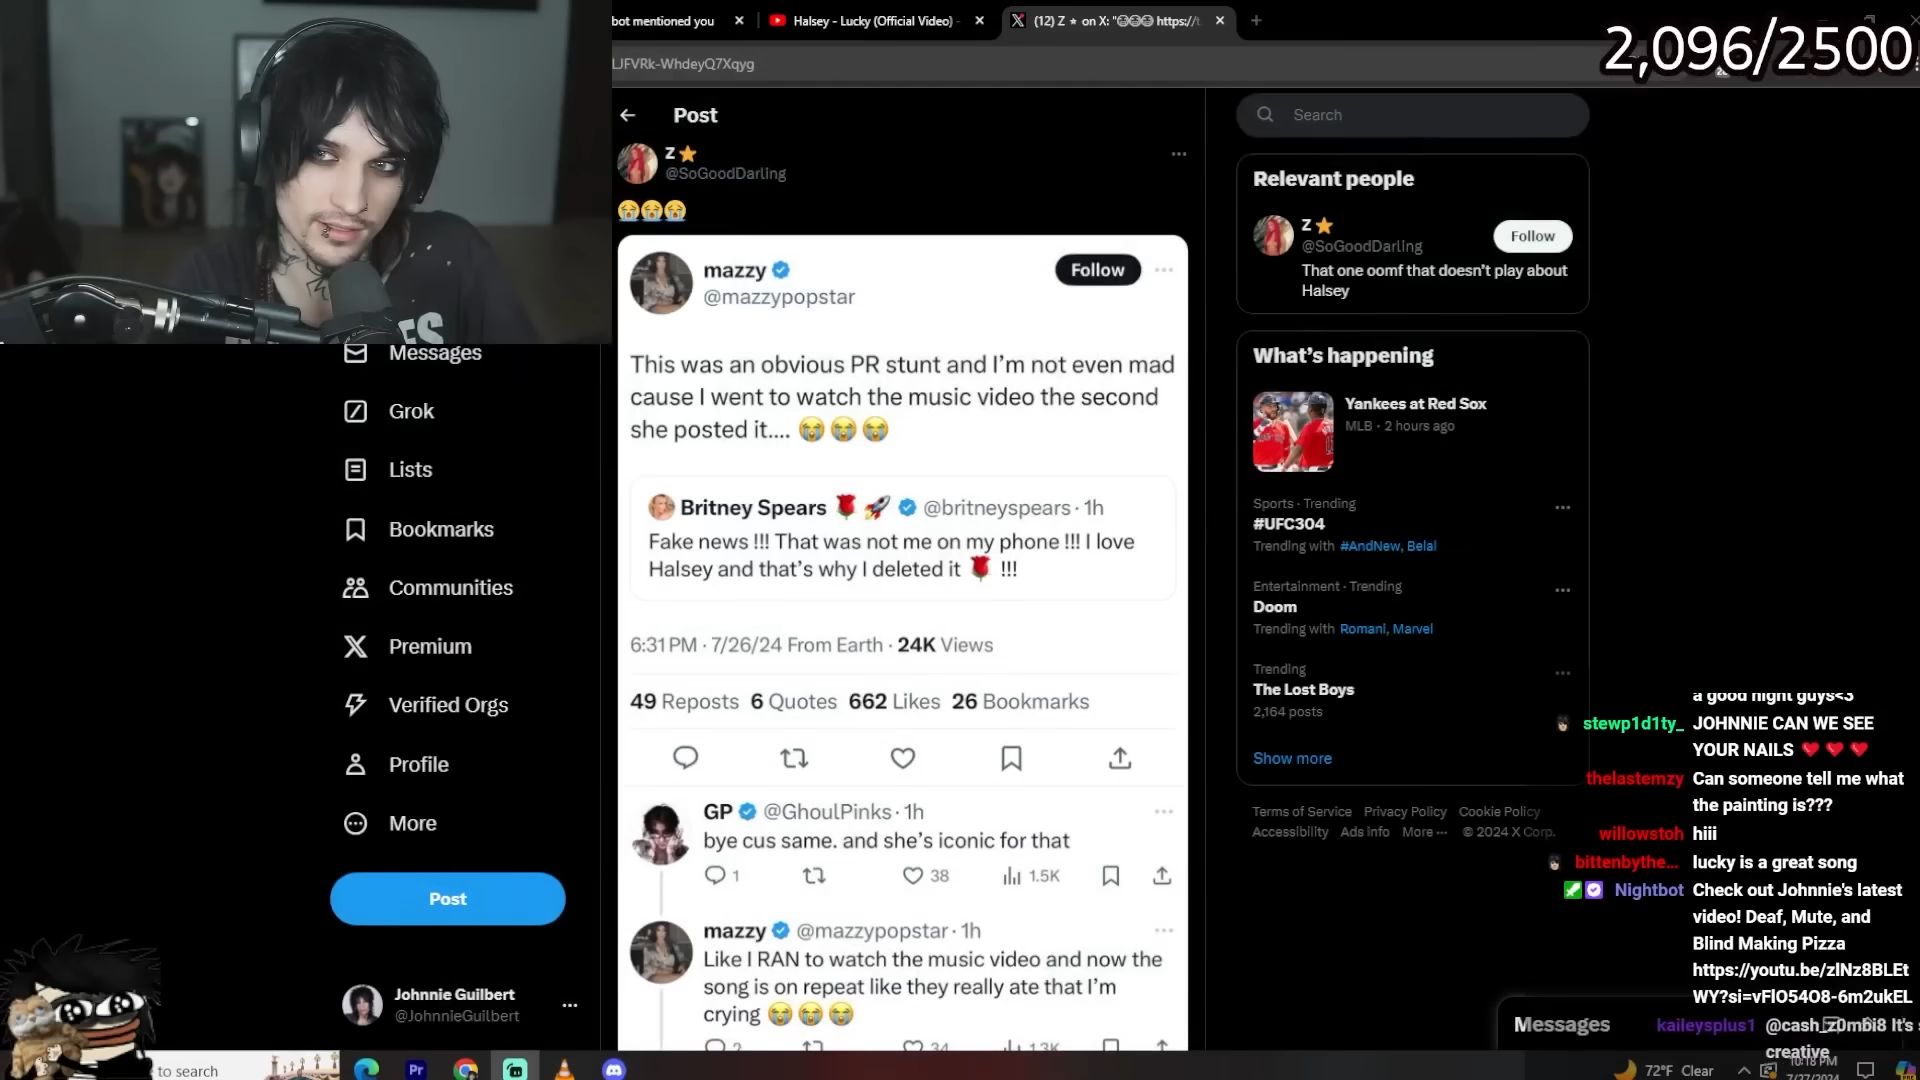 bot mentioned you
Halsey - Lucky (Official Video) -
(12) Z ⭑ on X: "😭😭😭 https://t
LJFVRk-WhdeyQ7Xqyg
2,096/2500
Post
Z⭐
@SoGoodDarling
😭😭😭
mazzy
@mazzypopstar
Follow
This was an obvious PR stunt and I’m not even mad
cause I went to watch the music video the second
she posted it.... 😭 😭 😭
Britney Spears 🌹 🚀 @britneyspears · 1h
Fake news !!! That was not me on my phone !!! I love
Halsey and that’s why I deleted it 🌹 !!!
6:31 PM · 7/26/24 From Earth · 24K Views
49 Reposts 6 Quotes 662 Likes 26 Bookmarks
GP @GhoulPinks · 1h
bye cus same. and she’s iconic for that
1 38 1.5K
mazzy @mazzypopstar · 1h
Like I RAN to watch the music video and now the
song is on repeat like they really ate that I’m
crying 😭 😭 😭
2 34 1.3K
Messages
Grok
Lists
Bookmarks
Communities
Premium
Verified Orgs
Profile
More
Post
Johnnie Guilbert
@JohnnieGuilbert
Search
Relevant people
Z⭐
@SoGoodDarling
Follow
That one oomf that doesn’t play about
Halsey
What’s happening
Yankees at Red Sox
MLB · 2 hours ago
Sports · Trending
#UFC304
Trending with #AndNew, Belal
Entertainment · Trending
Doom
Trending with Romani, Marvel
Trending
The Lost Boys
2,164 posts
Show more
Terms of Service Privacy Policy Cookie Policy
Accessibility Ads info More ··· © 2024 X Corp.
a good night guys<3
stewp1d1ty_ JOHNNIE CAN WE SEE
YOUR NAILS ❤️ ❤️ ❤️
thelastemzy Can someone tell me what
the painting is???
willowstoh hiii
bittenbythe... lucky is a great song
Nightbot Check out Johnnie's latest
video! Deaf, Mute, and
Blind Making Pizza
https://youtu.be/zlNz8BLEt
WY?si=vFlO54O8-6m2ukEL
kaileysplus1 @cash_z0mbi8 It's s
creative
Messages
to search
Pr
72°F Clear
10:18 PM
7/27/2024